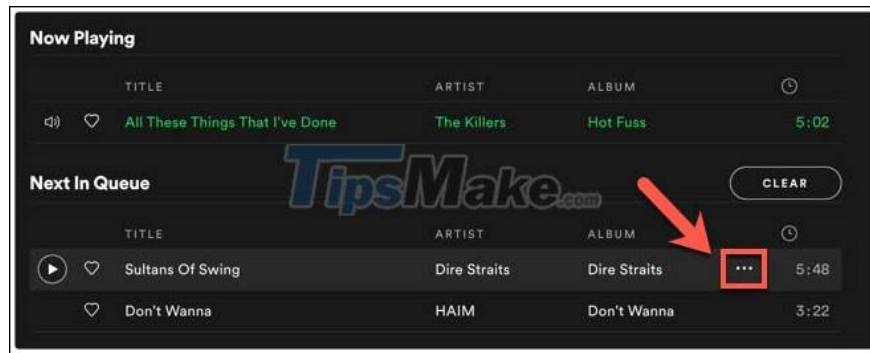 Now Playing
TITLE ARTIST ALBUM
All These Things That I've Done The Killers Hot Fuss 5:02
TipsMake.com
Next In Queue CLEAR
TITLE ARTIST ALBUM
Sultans Of Swing Dire Straits Dire Straits ••• 5:48
Don't Wanna HAIM Don't Wanna 3:22